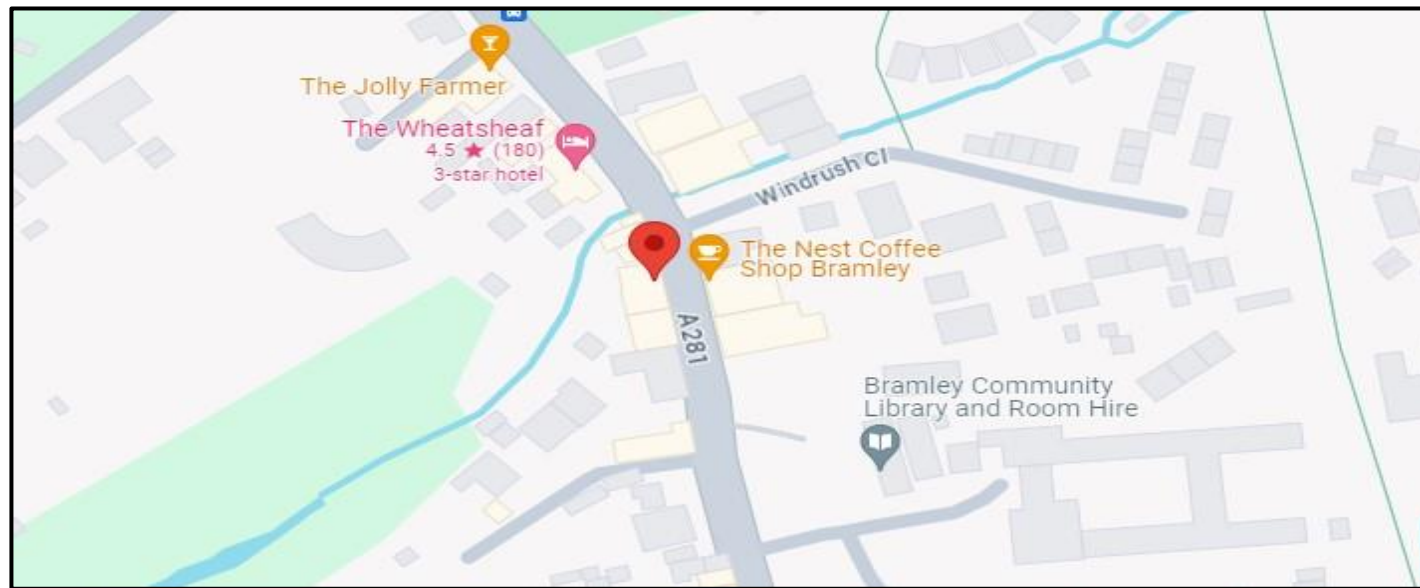 The Jolly Farmer
The Wheatsheaf
4.5 ★ (180)
3-star hotel
Windrush Cl
The Nest Coffee
Shop Bramley
A281
Bramley Community
Library and Room Hire